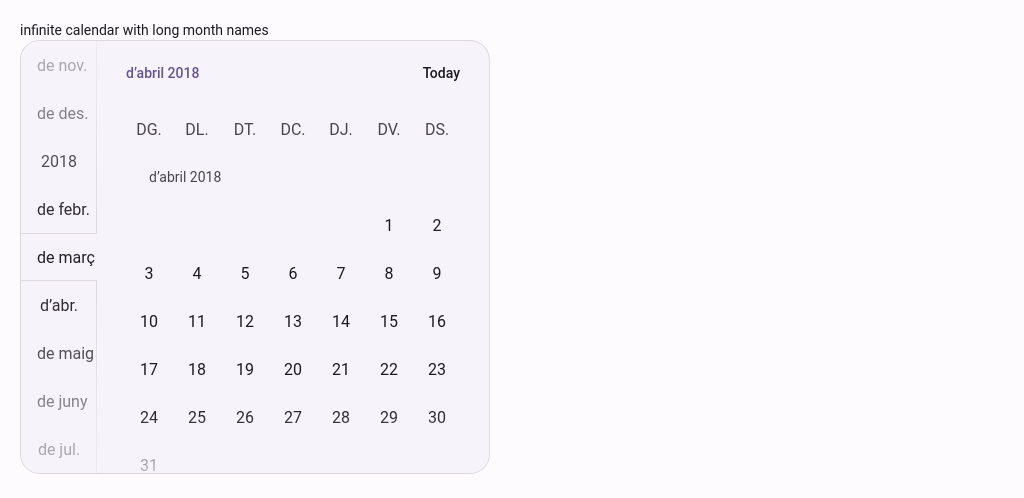 infinite calendar with long month names
de nov.
de des.
2018
de febr.
de març
d’abr.
de maig
de juny
de jul.
d’abril 2018 Today
DG. DL. DT. DC. DJ. DV. DS.
d’abril 2018
1 2
3 4 5 6 7 8 9
10 11 12 13 14 15 16
17 18 19 20 21 22 23
24 25 26 27 28 29 30
31